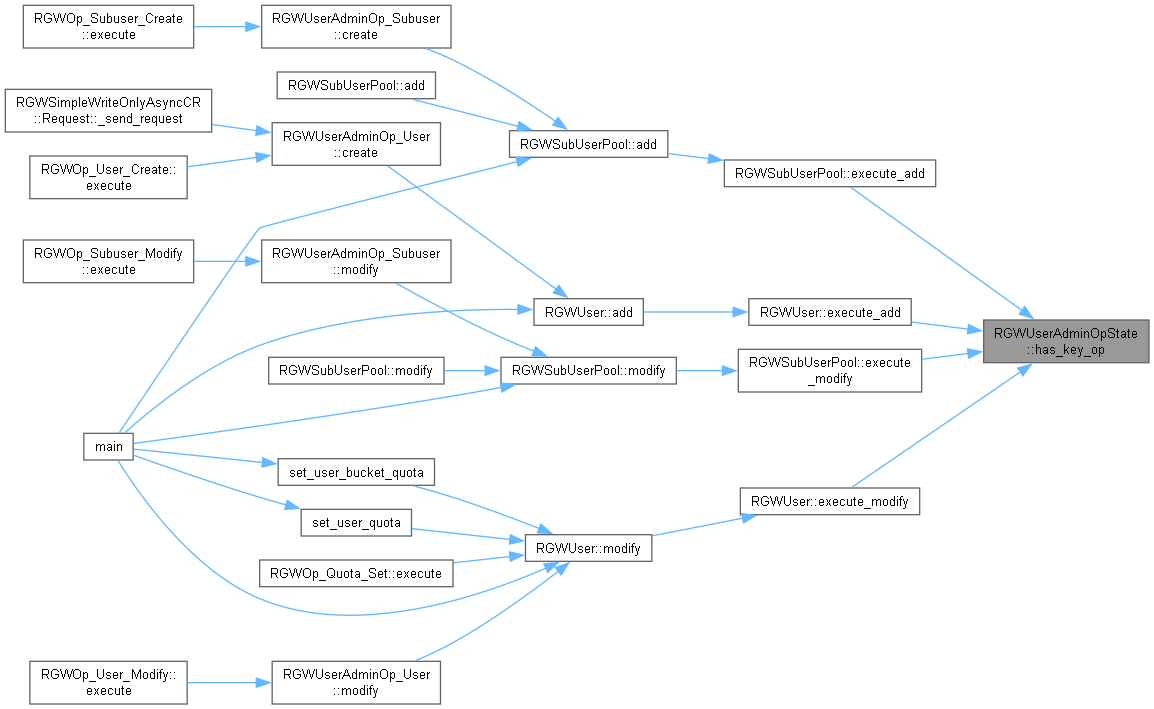 RGWOp_Subuser_Create
::execute
RGWUserAdminOp_Subuser
::create
RGWSubUserPool::add
RGWSimpleWriteOnlyAsyncCR
::Request::_send_request
RGWUserAdminOp_User
::create
RGWSubUserPool::add
RGWOp_User_Create::
execute
RGWSubUserPool::execute_add
RGWOp_Subuser_Modify
::execute
RGWUserAdminOp_Subuser
::modify
RGWUser::add
RGWUser::execute_add
RGWUserAdminOpState
::has_key_op
RGWSubUserPool::modify
RGWSubUserPool::modify
RGWSubUserPool::execute
_modify
main
set_user_bucket_quota
set_user_quota
RGWUser::execute_modify
RGWUser::modify
RGWOp_Quota_Set::execute
RGWOp_User_Modify::
execute
RGWUserAdminOp_User
::modify